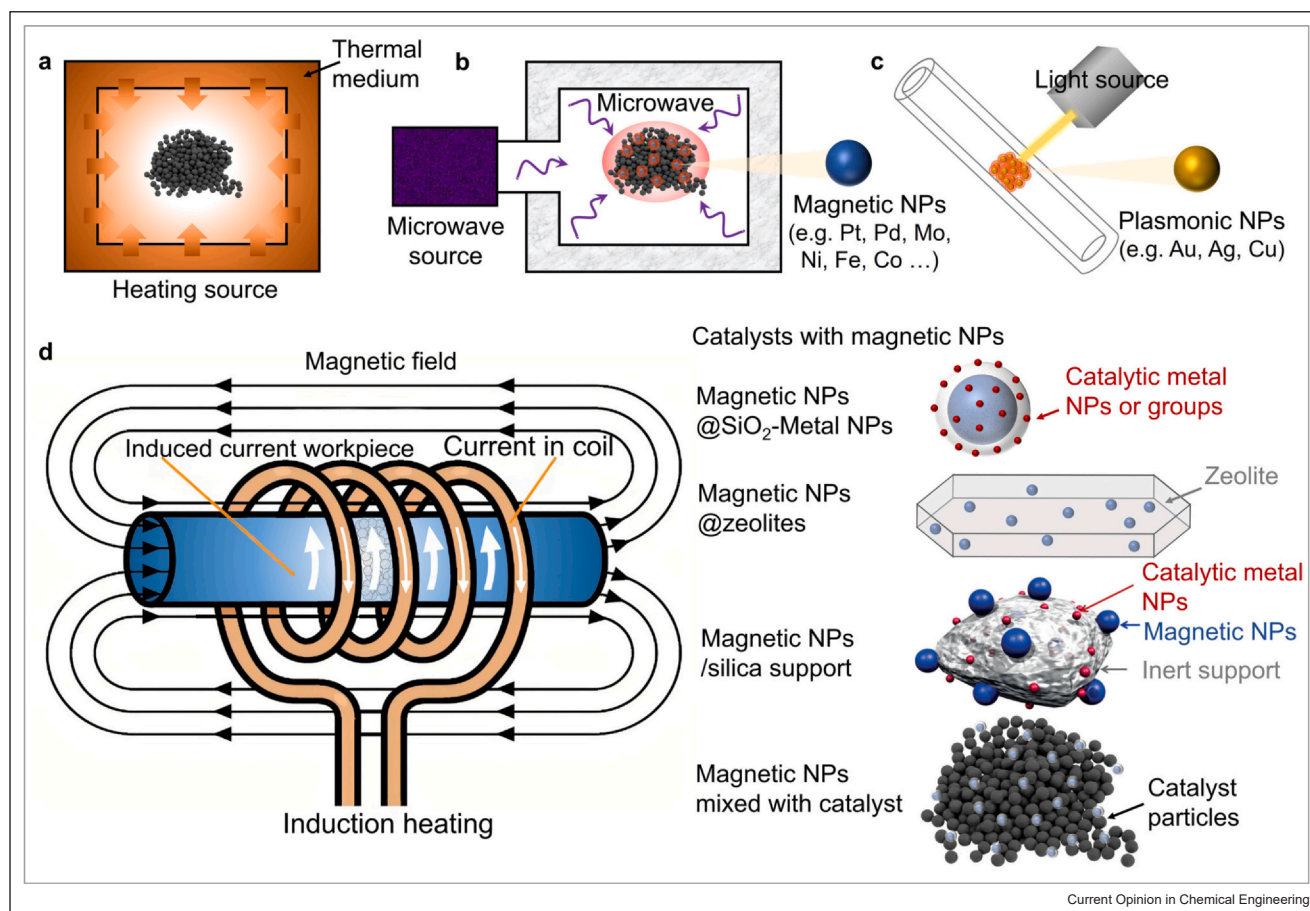 a
Thermal
medium
Heating source
b
Microwave
Microwave
source
Magnetic NPs
(e.g. Pt, Pd, Mo,
Ni, Fe, Co …)
c
Light source
Plasmonic NPs
(e.g. Au, Ag, Cu)
d
Magnetic field
Induced current workpiece
Current in coil
Induction heating
Catalysts with magnetic NPs
Magnetic NPs
@SiO₂-Metal NPs
Catalytic metal
NPs or groups
Magnetic NPs
@zeolites
Zeolite
Magnetic NPs
/silica support
Catalytic metal
NPs
Magnetic NPs
Inert support
Magnetic NPs
mixed with catalyst
Catalyst
particles
Current Opinion in Chemical Engineering